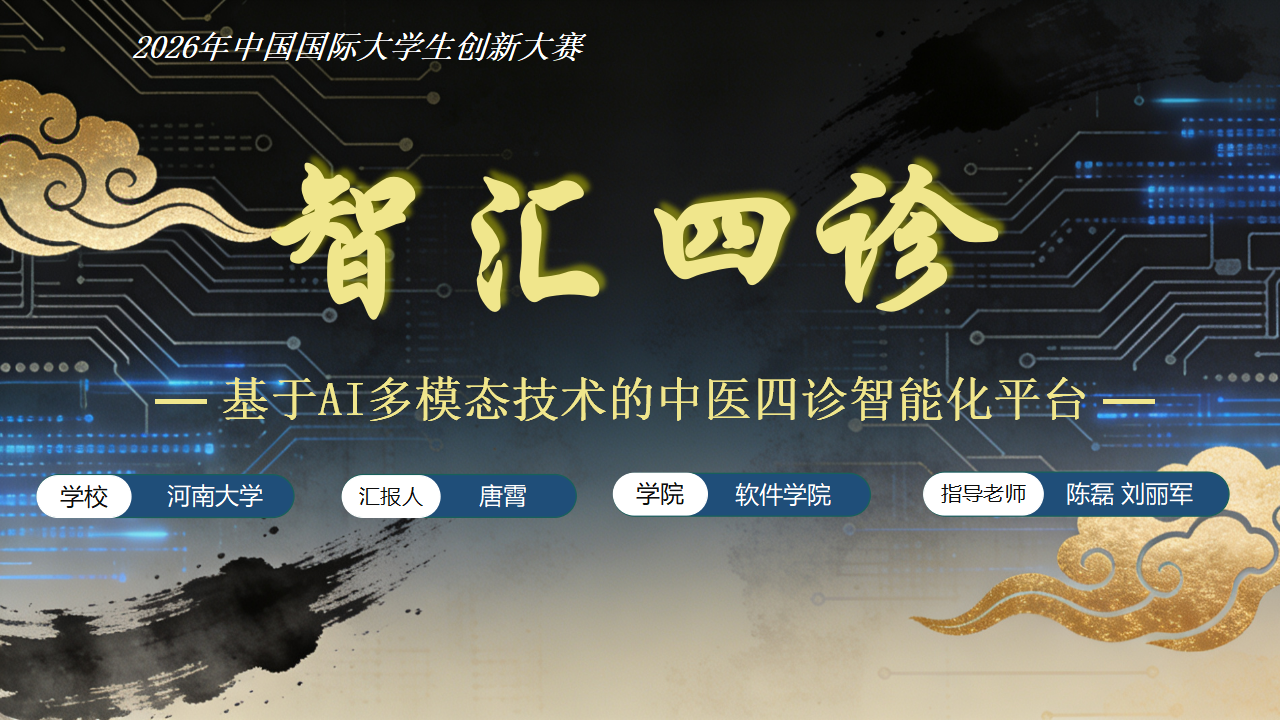 2026年中国国际大学生创新大赛
智汇四诊
—基于AI多模态技术的中医四诊智能化平台—
学校 河南大学 汇报人 唐霄 学院 软件学院 指导老师 陈磊 刘丽军